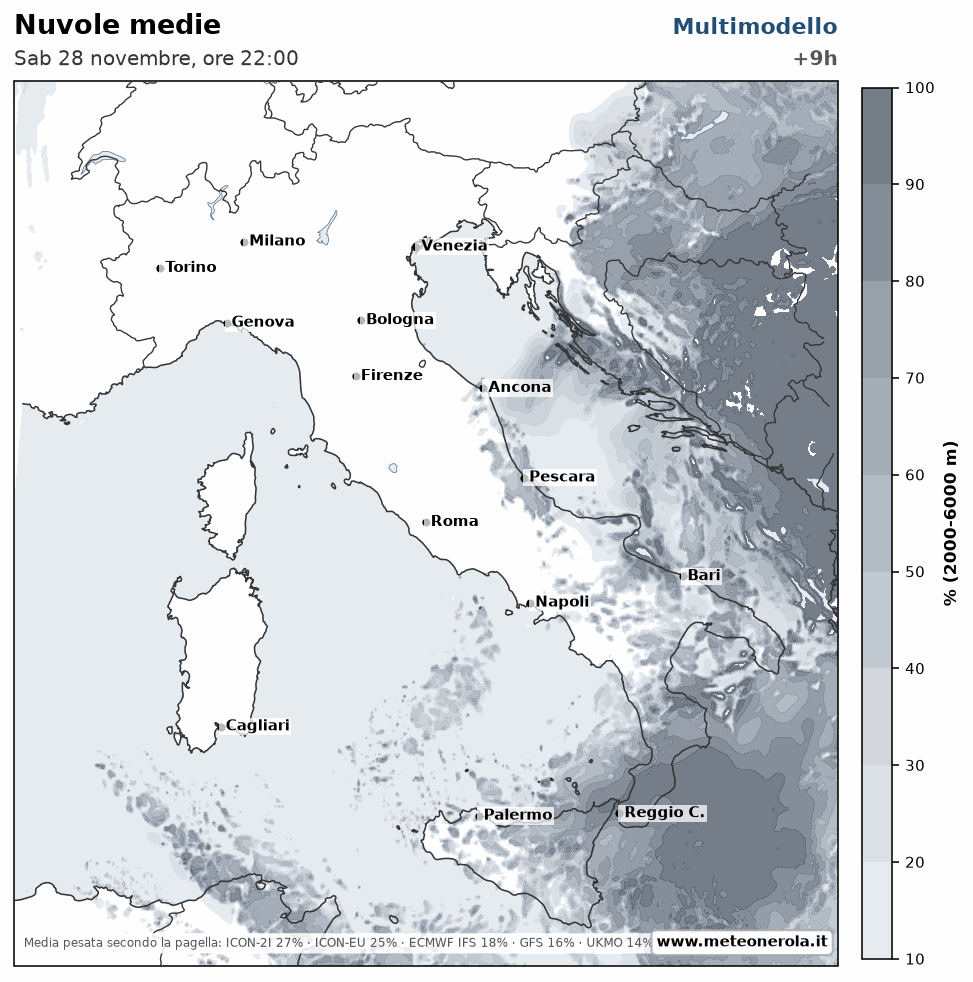 Nuvole medie
Multimodello
Sab 28 novembre, ore 22:00
+9h
100
90
80
70
60
50
40
30
20
10
% (2000-6000 m)
Milano
Venezia
Torino
Genova
Bologna
Firenze
Ancona
Pescara
Roma
Bari
Napoli
Cagliari
Palermo
Reggio C.
Media pesata secondo la pagella: ICON-2I 27% · ICON-EU 25% · ECMWF IFS 18% · GFS 16% · UKMO 14%
www.meteonerola.it